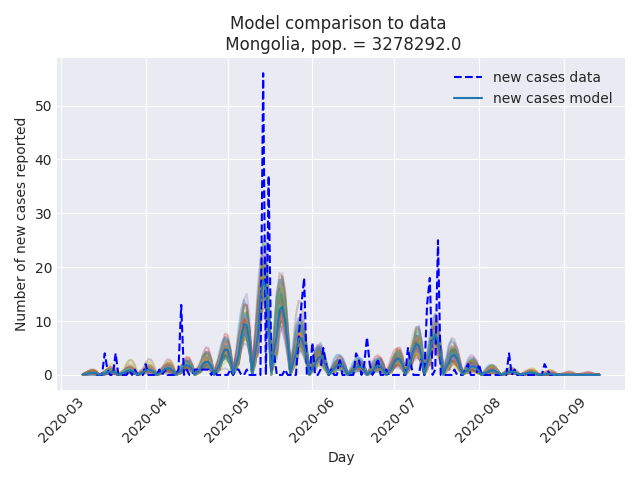 Model comparison to data
Mongolia, pop. = 3278292.0
new cases data
new cases model
Number of new cases reported
50
40
30
20
10
0
2020-03
2020-04
2020-05
2020-06
2020-07
2020-08
2020-09
Day